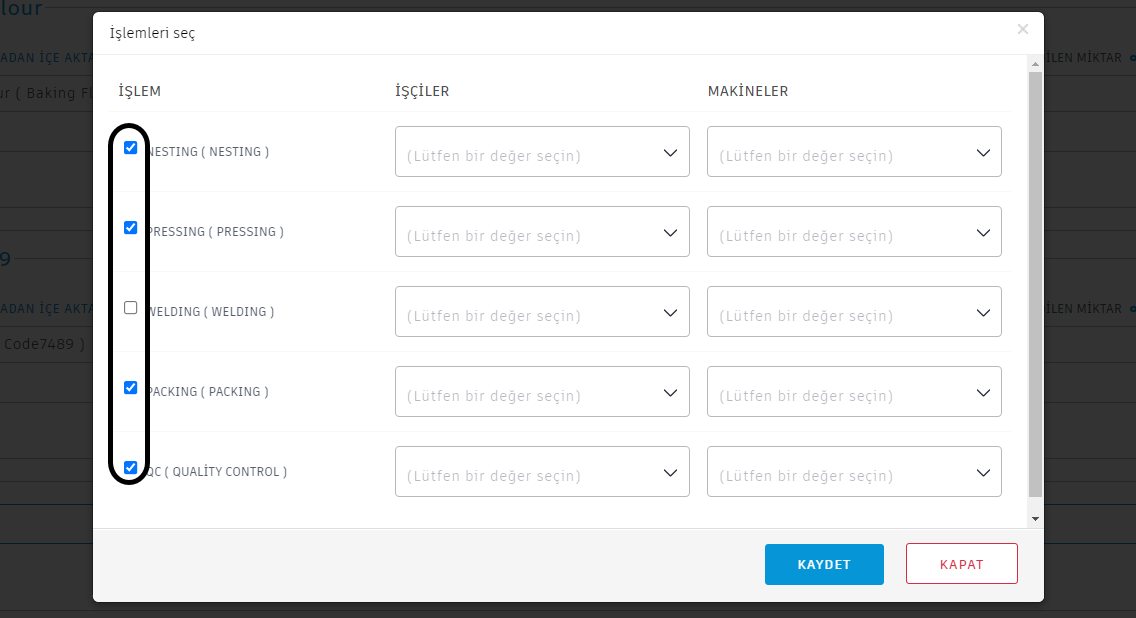 lour
İşlemleri seç
ADAN İÇE AKTA
İLEN MİKTAR
ur ( Baking Fl
İŞLEM İŞÇİLER MAKİNELER
NESTING ( NESTING ) (Lütfen bir değer seçin) (Lütfen bir değer seçin)
PRESSING ( PRESSING ) (Lütfen bir değer seçin) (Lütfen bir değer seçin)
9
WELDING ( WELDING ) (Lütfen bir değer seçin) (Lütfen bir değer seçin)
ADAN İÇE AKTA
İLEN MİKTAR
Code7489 )
PACKING ( PACKING ) (Lütfen bir değer seçin) (Lütfen bir değer seçin)
QC ( QUALİTY CONTROL ) (Lütfen bir değer seçin) (Lütfen bir değer seçin)
KAYDET KAPAT